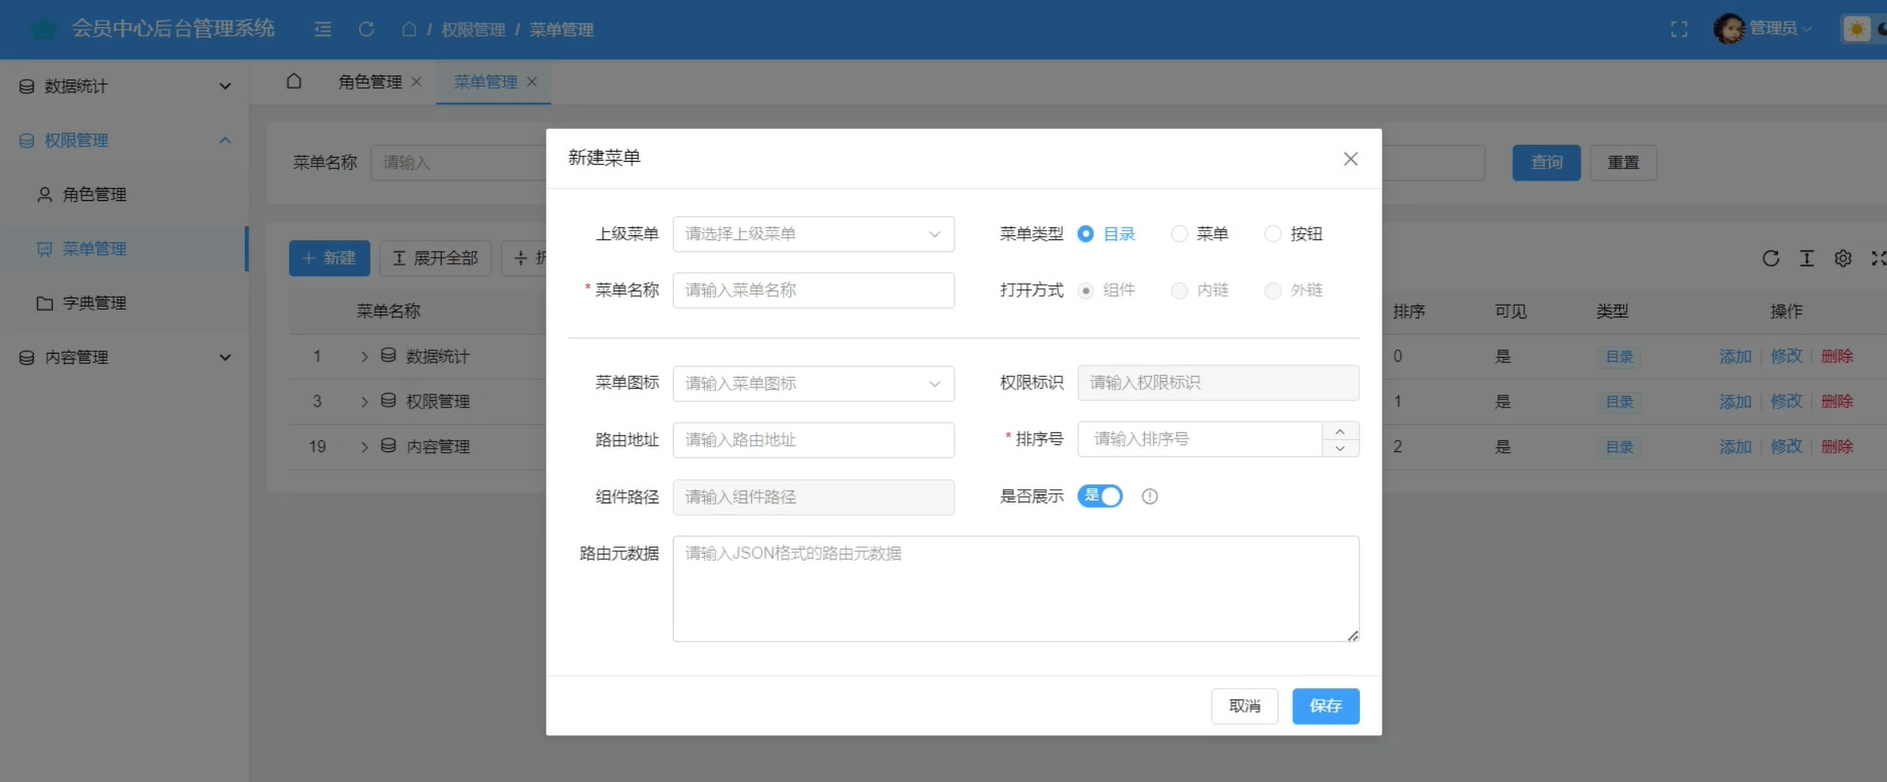 会员中心后台管理系统 / 权限管理 / 菜单管理 管理员
数据统计
权限管理
角色管理
菜单管理
字典管理
内容管理
角色管理 菜单管理
菜单名称 请输入 查询 重置
新建 展开全部
菜单名称 排序 可见 类型 操作
1 数据统计 0 是 目录 添加 修改 删除
3 权限管理 1 是 目录 添加 修改 删除
19 内容管理 2 是 目录 添加 修改 删除
新建菜单
上级菜单 请选择上级菜单 菜单类型 目录 菜单 按钮
* 菜单名称 请输入菜单名称 打开方式 组件 内链 外链
菜单图标 请输入菜单图标 权限标识 请输入权限标识
路由地址 请输入路由地址 * 排序号 请输入排序号
组件路径 请输入组件路径 是否展示 是
路由元数据 请输入JSON格式的路由元数据
取消 保存